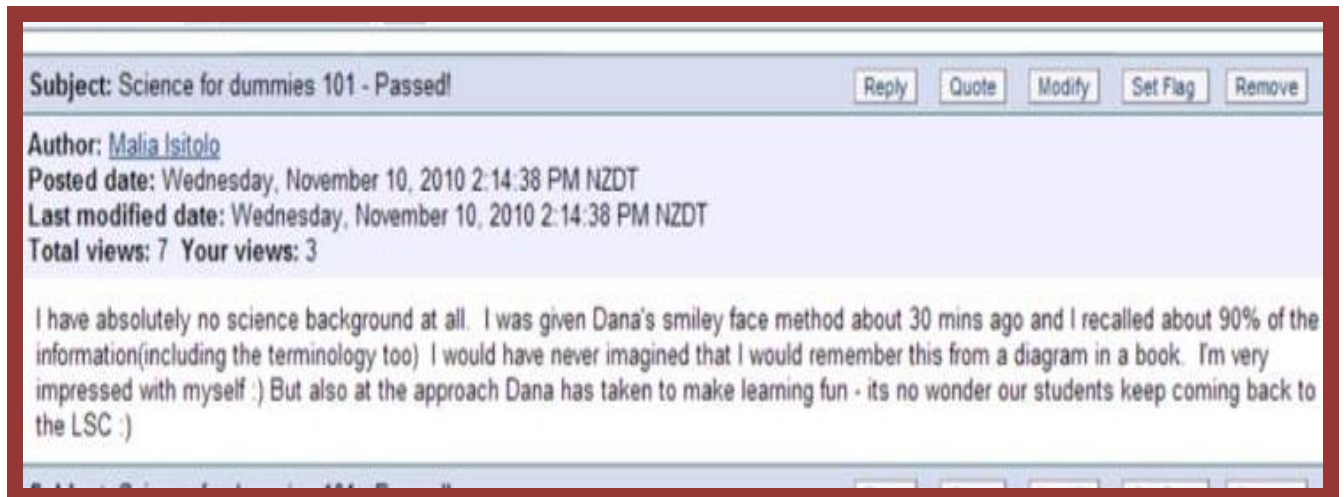 Subject: Science for dummies 101 - Passed! Reply Quote Modify Set Flag Remove
Author: Malia Isitolo
Posted date: Wednesday, November 10, 2010 2:14:38 PM NZDT
Last modified date: Wednesday, November 10, 2010 2:14:38 PM NZDT
Total views: 7 Your views: 3
I have absolutely no science background at all. I was given Dana's smiley face method about 30 mins ago and I recalled about 90% of the
information(including the terminology too) I would have never imagined that I would remember this from a diagram in a book. I'm very
impressed with myself :) But also at the approach Dana has taken to make learning fun - its no wonder our students keep coming back to
the LSC :)